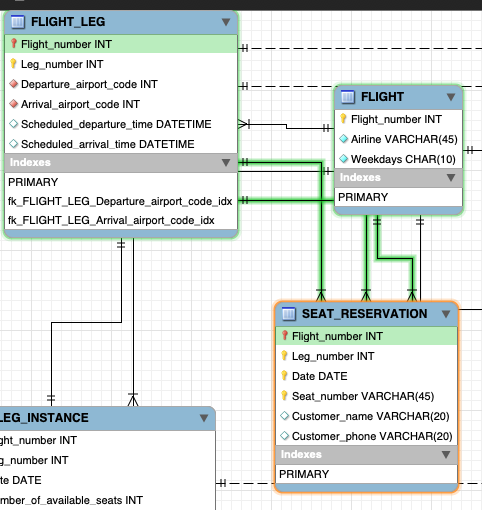 FLIGHT_LEG
Flight_number INT
Leg_number INT
Departure_airport_code INT
Arrival_airport_code INT
Scheduled_departure_time DATETIME
Scheduled_arrival_time DATETIME
Indexes
PRIMARY
fk_FLIGHT_LEG_Departure_airport_code_idx
fk_FLIGHT_LEG_Arrival_airport_code_idx
FLIGHT
Flight_number INT
Airline VARCHAR(45)
Weekdays CHAR(10)
Indexes
PRIMARY
SEAT_RESERVATION
Flight_number INT
Leg_number INT
Date DATE
Seat_number VARCHAR(45)
Customer_name VARCHAR(20)
Customer_phone VARCHAR(20)
Indexes
PRIMARY
LEG_INSTANCE
ght_number INT
g_number INT
te DATE
mber_of_available_seats INT